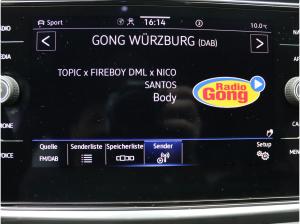 Sport
16:14
10.0°C
GONG WÜRZBURG (DAB)
TOPIC x FIREBOY DML x NICO
SANTOS
Body
Radio
Gong
Quelle
FM/DAB
Senderliste
Speicherliste
Sender
Setup
VOICE